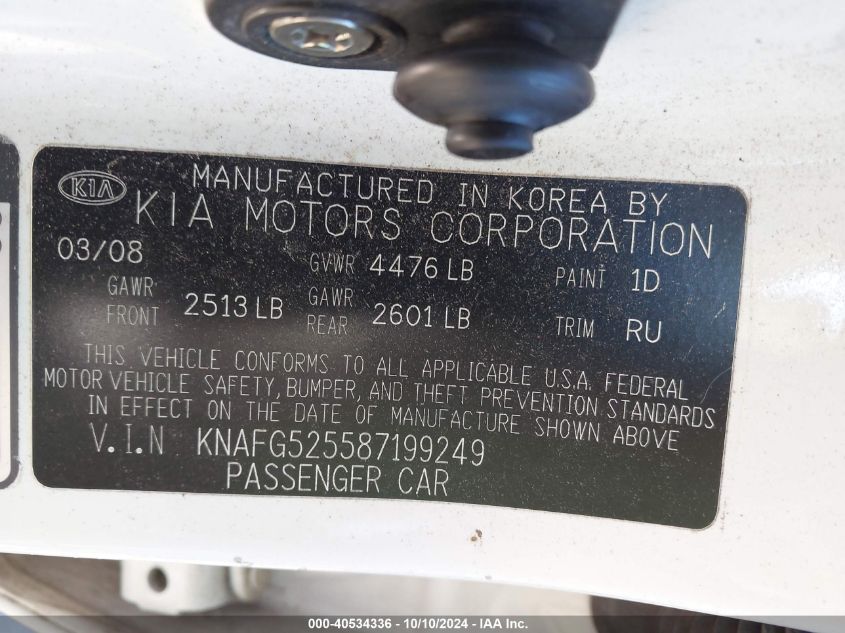 KIA MANUFACTURED IN KOREA BY
KIA MOTORS CORPORATION
03/08 GVWR 4476 LB PAINT 1D
GAWR FRONT 2513 LB GAWR REAR 2601 LB TRIM RU
THIS VEHICLE CONFORMS TO ALL APPLICABLE U.S.A. FEDERAL
MOTOR VEHICLE SAFETY, BUMPER, AND THEFT PREVENTION STANDARDS
IN EFFECT ON THE DATE OF MANUFACTURE SHOWN ABOVE
V.I.N KNAFG525587199249
PASSENGER CAR
000-40534336 - 10/10/2024 - IAA Inc.